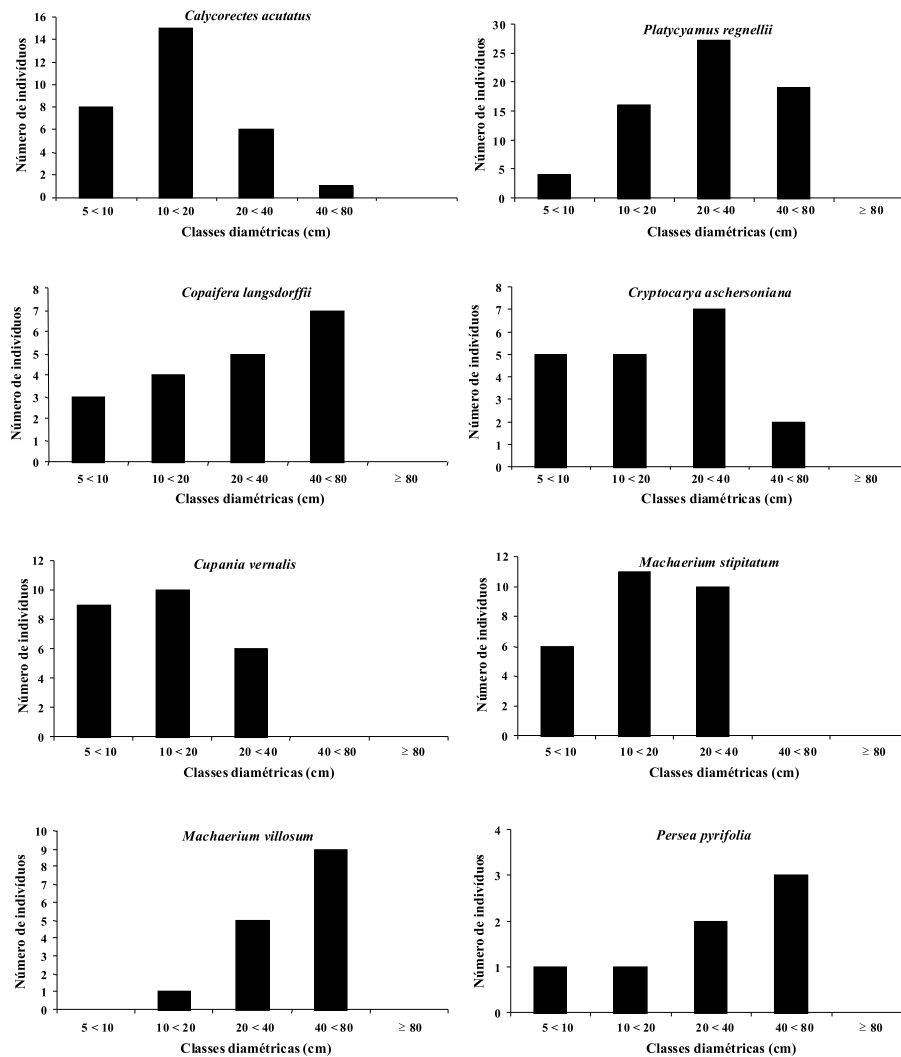 Calycorectes acutatus
Número de indivíduos
16
14
12
10
8
6
4
2
0
5 < 10 10 < 20 20 < 40 40 < 80
Classes diamétricas (cm)
Platycyamus regnellii
Número de indivíduos
30
25
20
15
10
5
0
5 < 10 10 < 20 20 < 40 40 < 80 ≥ 80
Classes diamétricas (cm)
Copaifera langsdorffii
Número de indivíduos
8
7
6
5
4
3
2
1
0
5 < 10 10 < 20 20 < 40 40 < 80 ≥ 80
Classes diamétricas (cm)
Cryptocarya aschersoniana
Número de indivíduos
8
7
6
5
4
3
2
1
0
5 < 10 10 < 20 20 < 40 40 < 80 ≥ 80
Classes diamétricas (cm)
Cupania vernalis
Número de indivíduos
12
10
8
6
4
2
0
5 < 10 10 < 20 20 < 40 40 < 80 ≥ 80
Classes diamétricas (cm)
Machaerium stipitatum
Número de indivíduos
12
10
8
6
4
2
0
5 < 10 10 < 20 20 < 40 40 < 80 ≥ 80
Classes diamétricas (cm)
Machaerium villosum
Número de indivíduos
10
9
8
7
6
5
4
3
2
1
0
5 < 10 10 < 20 20 < 40 40 < 80 ≥ 80
Classes diamétricas (cm)
Persea pyrifolia
Número de indivíduos
4
3
2
1
0
5 < 10 10 < 20 20 < 40 40 < 80 ≥ 80
Classes diamétricas (cm)